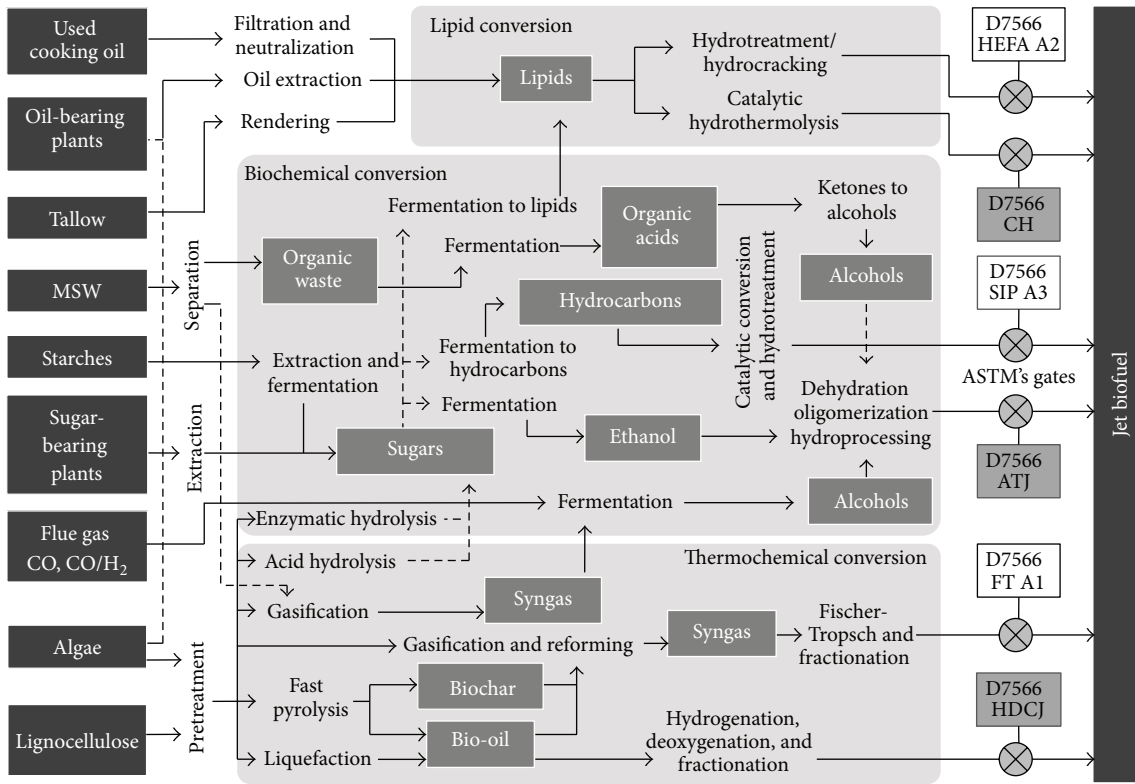 Used
cooking oil
Oil-bearing
plants
Tallow
MSW
Starches
Sugar-
bearing
plants
Flue gas
CO, CO/H₂
Algae
Lignocellulose
Filtration and
neutralization
Oil extraction
Rendering
Separation
Extraction
Pretreatment
Lipid conversion
Lipids
Hydrotreatment/
hydrocracking
Catalytic
hydrothermolysis
Biochemical conversion
Fermentation to lipids
Organic
waste
Fermentation
Organic
acids
Ketones to
alcohols
Alcohols
Hydrocarbons
Catalytic conversion
and hydrotreatment
Extraction and
fermentation
Fermentation to
hydrocarbons
Fermentation
Sugars
Ethanol
Dehydration
oligomerization
hydroprocessing
Fermentation
Alcohols
Enzymatic hydrolysis
Acid hydrolysis
Thermochemical conversion
Gasification
Syngas
Gasification and reforming
Syngas
Fischer-
Tropsch and
fractionation
Fast
pyrolysis
Biochar
Bio-oil
Liquefaction
Hydrogenation,
deoxygenation, and
fractionation
D7566
HEFA A2
D7566
CH
D7566
SIP A3
ASTM's gates
D7566
ATJ
D7566
FT A1
D7566
HDCJ
Jet biofuel